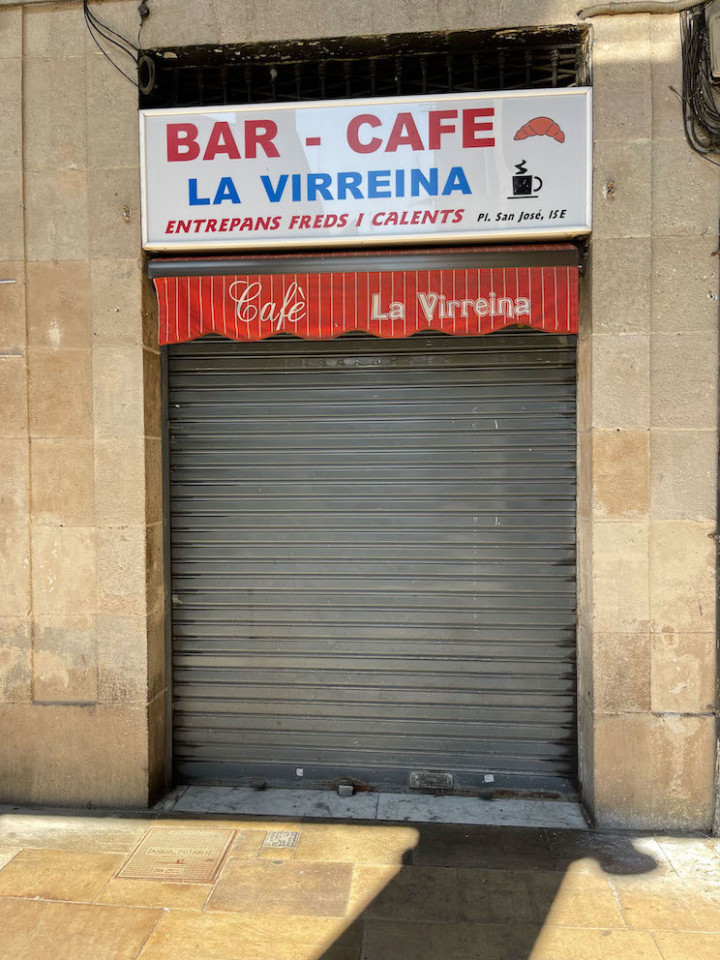 BAR - CAFE
LA VIRREINA
ENTREPANS FREDS I CALENTS
Pl. San José, 15E
Cafè La Virreina